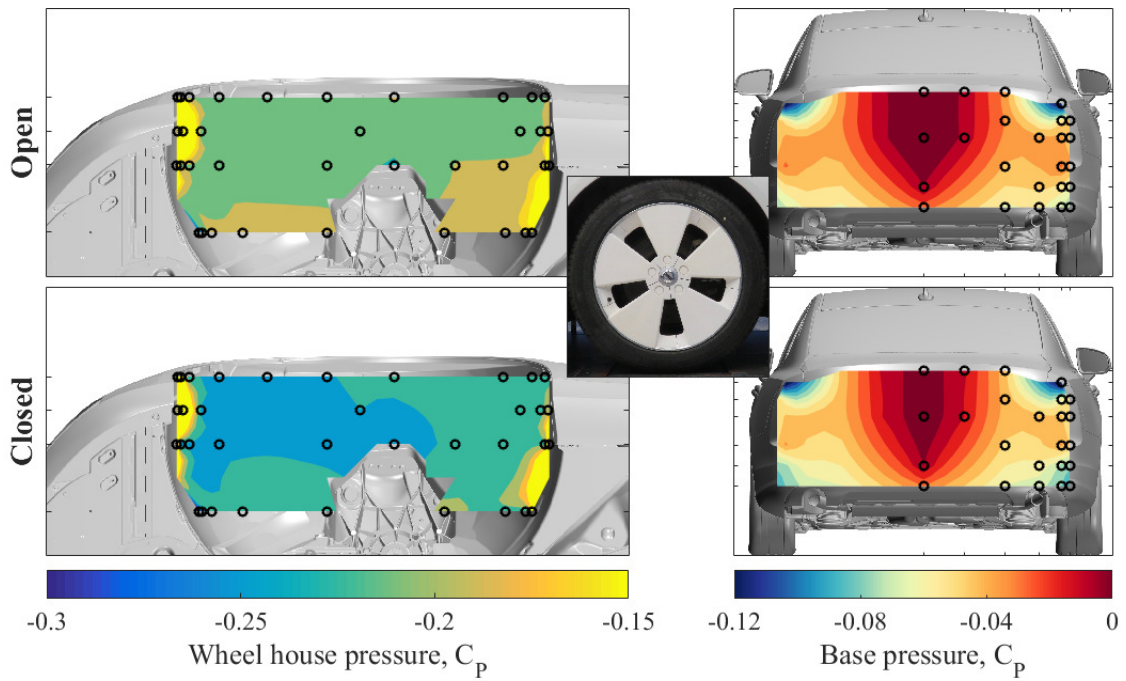 Open
Closed
-0.3 -0.25 -0.2 -0.15
Wheel house pressure, C_P
-0.12 -0.08 -0.04 0
Base pressure, C_P